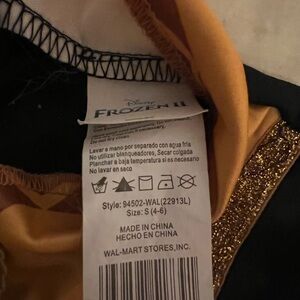 Disney
FROZEN II
Lavar a mano por separado con agua fria
No utilizar blanqueadores, Secar colgada
Planchar a baja temperatura si es necesario
No lavar en seco
Style: 94502-WAL(22913L)
Size: S (4-6)
MADE IN CHINA
HECHO EN CHINA
WAL-MART STORES,INC.